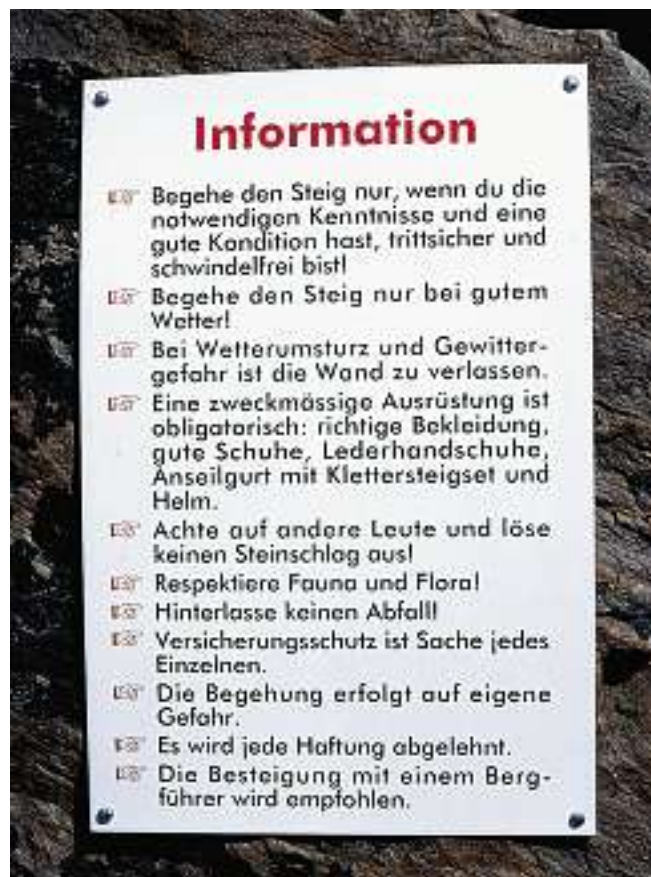 Information
Begehe den Steig nur, wenn du die
notwendigen Kenntnisse und eine
gute Kondition hast, trittsicher und
schwindelfrei bist!
Begehe den Steig nur bei gutem
Wetter!
Bei Wetterumsturz und Gewitter-
gefahr ist die Wand zu verlassen.
Eine zweckmässige Ausrüstung ist
obligatorisch: richtige Bekleidung,
gute Schuhe, Lederhandschuhe,
Anseilgurt mit Klettersteigset und
Helm.
Achte auf andere Leute und löse
keinen Steinschlag aus!
Respektiere Fauna und Flora!
Hinterlasse keinen Abfall!
Versicherungsschutz ist Sache jedes
Einzelnen.
Die Begehung erfolgt auf eigene
Gefahr.
Es wird jede Haftung abgelehnt.
Die Besteigung mit einem Berg-
führer wird empfohlen.